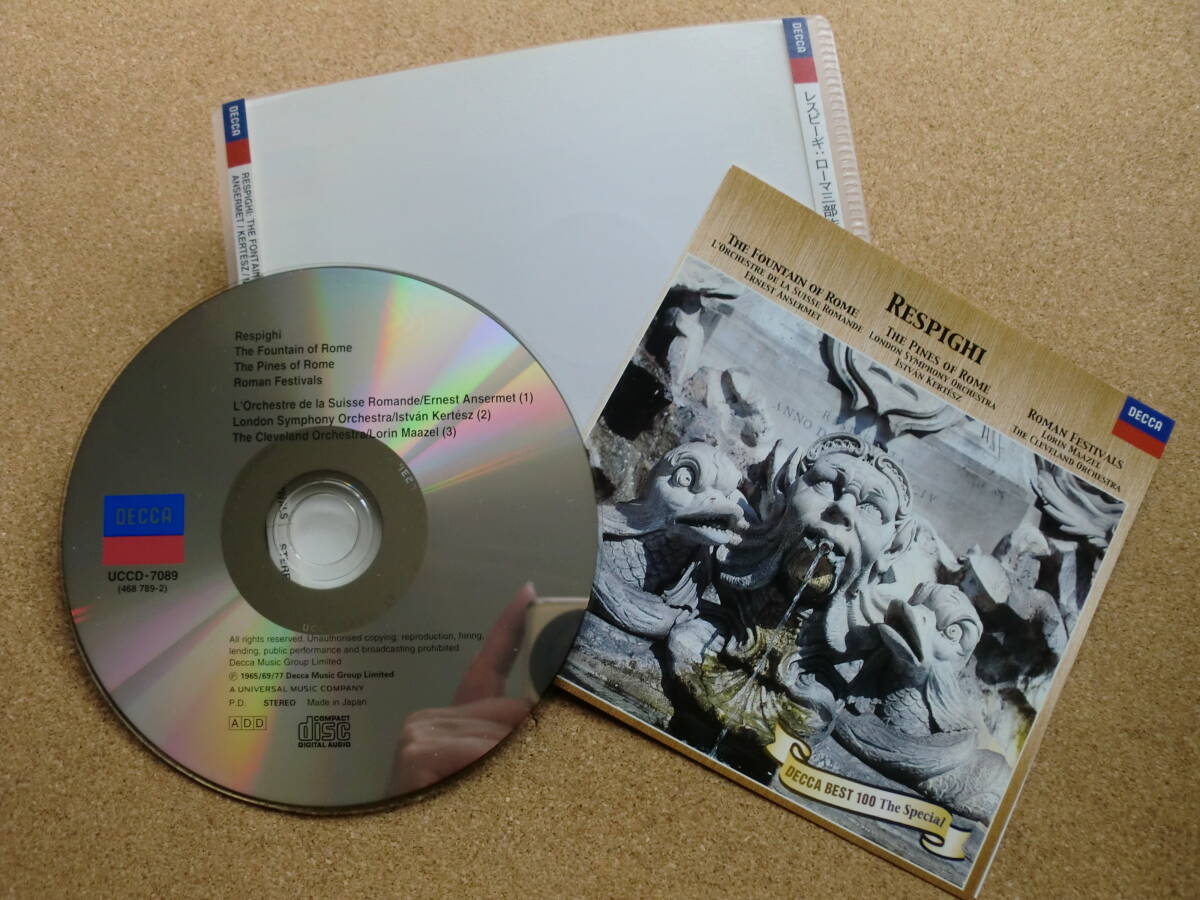 DECCA
RESPIGHI: THE FONTAIN
ANSERMET / KERTÉSZ /
DECCA
レスピーギ：ローマ三部
Respighi
The Fountain of Rome
The Pines of Rome
Roman Festivals
L'Orchestre de la Suisse Romande/Ernest Ansermet (1)
London Symphony Orchestra/István Kertész (2)
The Cleveland Orchestra/Lorin Maazel (3)
DECCA
UCCD-7089
(468 789-2)
All rights reserved. Unauthorised copying, reproduction, hiring,
lending, public performance and broadcasting prohibited.
Decca Music Group Limited
℗ 1965/69/77 Decca Music Group Limited
A UNIVERSAL MUSIC COMPANY
P.D. STEREO Made in Japan
ADD
COMPACT
disc
DIGITAL AUDIO
RESPIGHI
THE FOUNTAIN OF ROME
L'ORCHESTRE DE LA SUISSE ROMANDE
ERNEST ANSERMET
THE PINES OF ROME
LONDON SYMPHONY ORCHESTRA
ISTVÁN KERTÉSZ
ROMAN FESTIVALS
LORIN MAAZEL
THE CLEVELAND ORCHESTRA
DECCA
ANNO
DECCA BEST 100 The Special